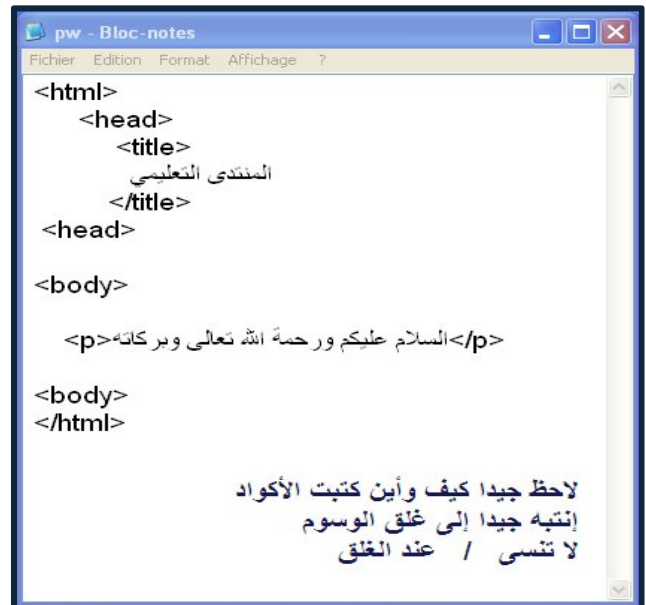 pw - Bloc-notes
Fichier Edition Format Affichage ?
<html>
<head>
<title>
المنتدى التعليمي
</title>
<head>
<body>
<p>السلام عليكم ورحمة الله تعالى وبركاته</p>
<body>
</html>
لاحظ جيدا كيف وأين كتبت الأكواد
إنتبه جيدا إلى غلق الوسوم
لا تنسى / عند الغلق